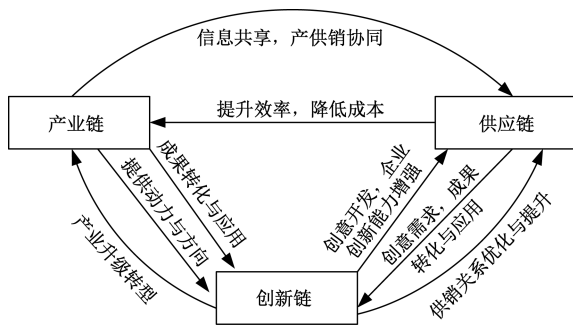 信息共享，产供销协同
产业链
提升效率，降低成本
供应链
成果转化与应用
提供动力与方向
产业升级转型
创意开发，企业
创新能力增强
创意需求，成果
转化与应用
供销关系优化与提升
创新链